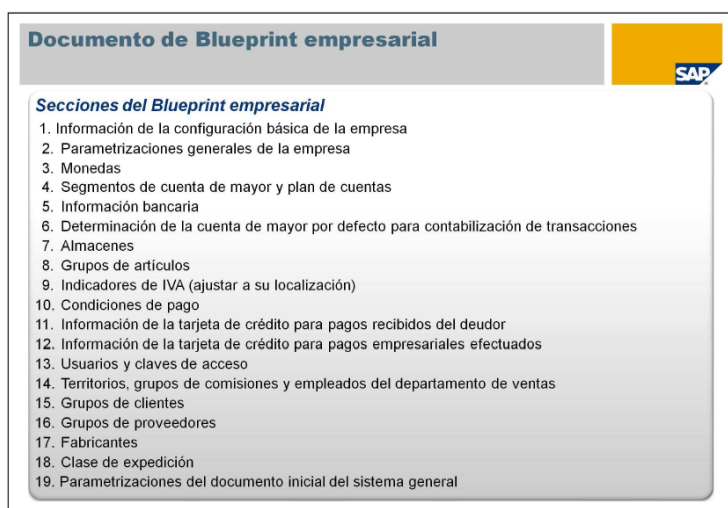 Documento de Blueprint empresarial
SAP
Secciones del Blueprint empresarial
1. Información de la configuración básica de la empresa
2. Parametrizaciones generales de la empresa
3. Monedas
4. Segmentos de cuenta de mayor y plan de cuentas
5. Información bancaria
6. Determinación de la cuenta de mayor por defecto para contabilización de transacciones
7. Almacenes
8. Grupos de artículos
9. Indicadores de IVA (ajustar a su localización)
10. Condiciones de pago
11. Información de la tarjeta de crédito para pagos recibidos del deudor
12. Información de la tarjeta de crédito para pagos empresariales efectuados
13. Usuarios y claves de acceso
14. Territorios, grupos de comisiones y empleados del departamento de ventas
15. Grupos de clientes
16. Grupos de proveedores
17. Fabricantes
18. Clase de expedición
19. Parametrizaciones del documento inicial del sistema general